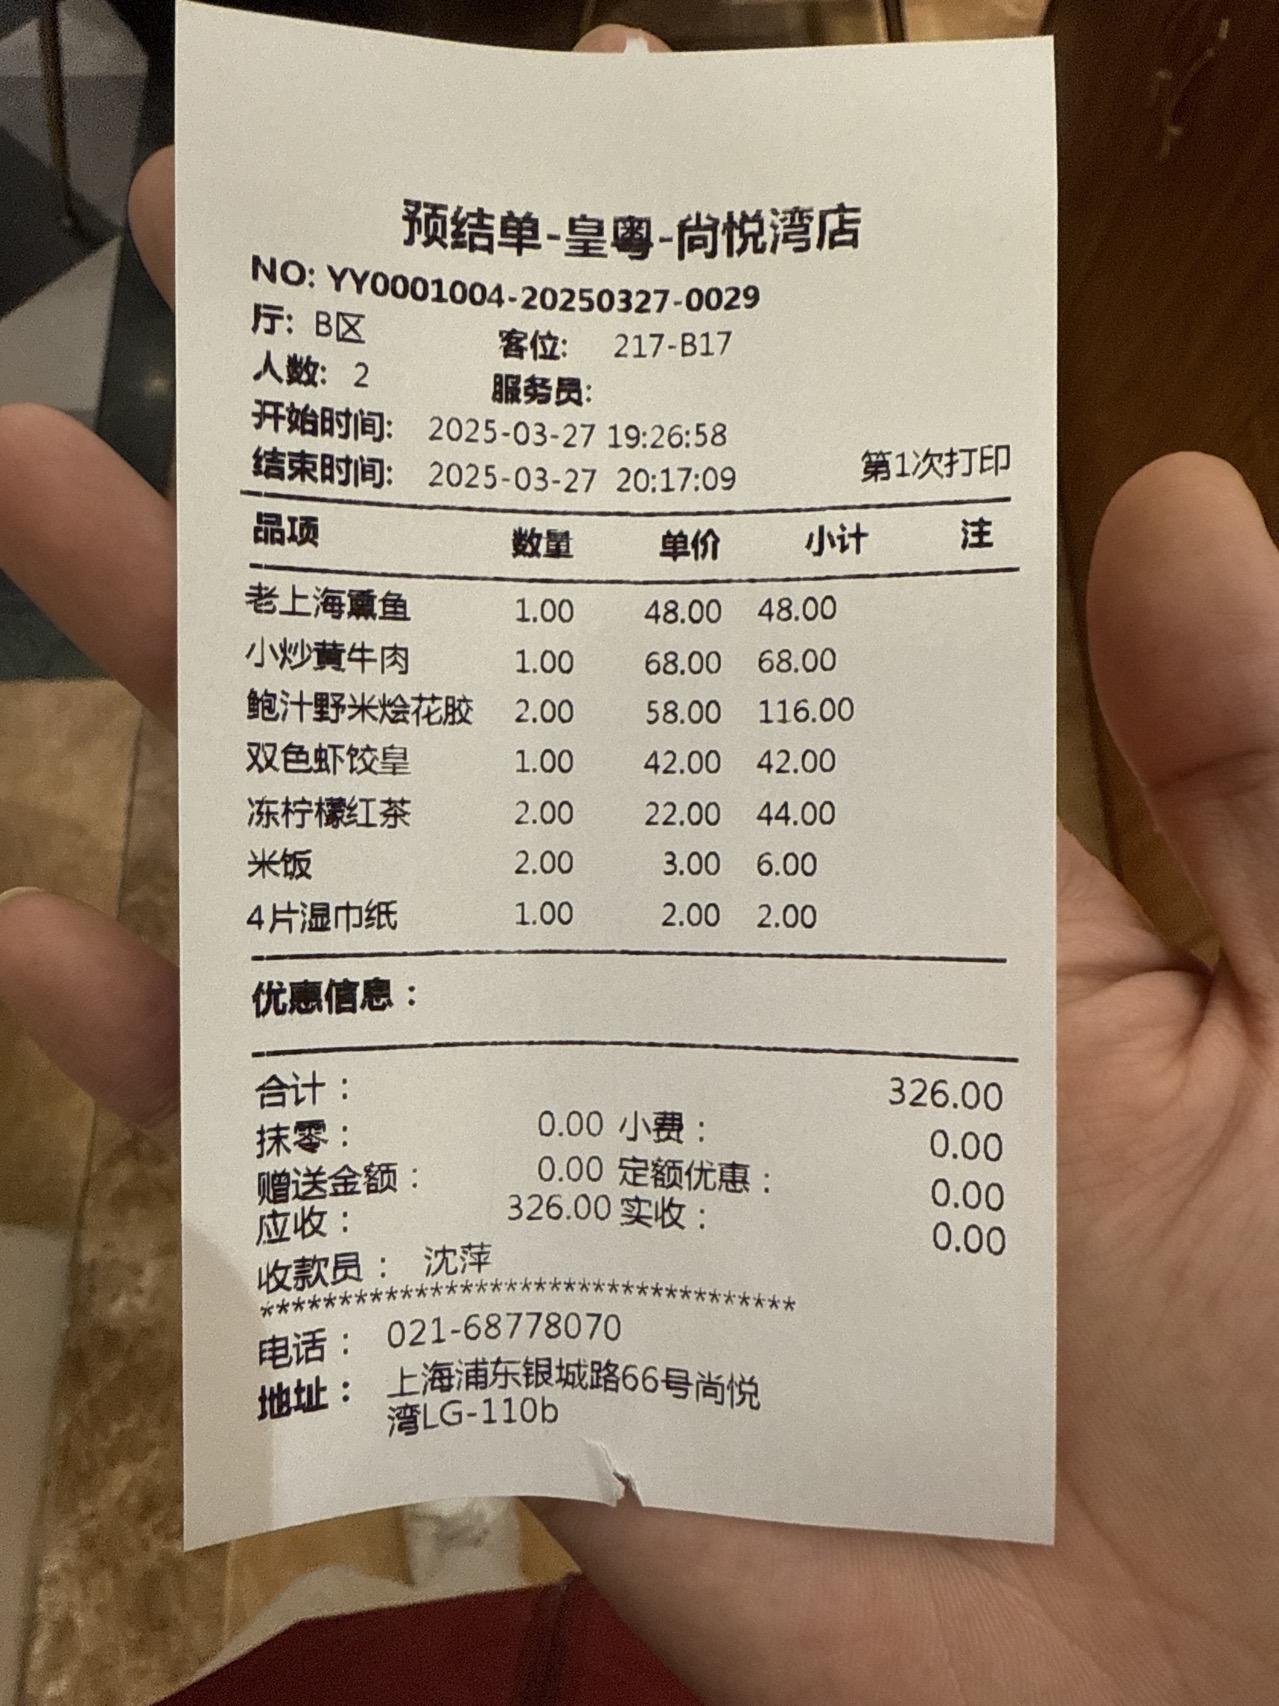 预结单-皇粤-尚悦湾店
NO: YY0001004-20250327-0029
厅: B区 客位: 217-B17
人数: 2 服务员:
开始时间: 2025-03-27 19:26:58
结束时间: 2025-03-27 20:17:09 第1次打印
品项 数量 单价 小计 注
老上海熏鱼 1.00 48.00 48.00
小炒黄牛肉 1.00 68.00 68.00
鲍汁野米烩花胶 2.00 58.00 116.00
双色虾饺皇 1.00 42.00 42.00
冻柠檬红茶 2.00 22.00 44.00
米饭 2.00 3.00 6.00
4片湿巾纸 1.00 2.00 2.00
优惠信息：
合计： 326.00
抹零： 0.00 小费： 0.00
赠送金额： 0.00 定额优惠： 0.00
应收： 326.00 实收： 0.00
收款员： 沈萍
***********************************
电话： 021-68778070
地址： 上海浦东银城路66号尚悦
湾LG-110b